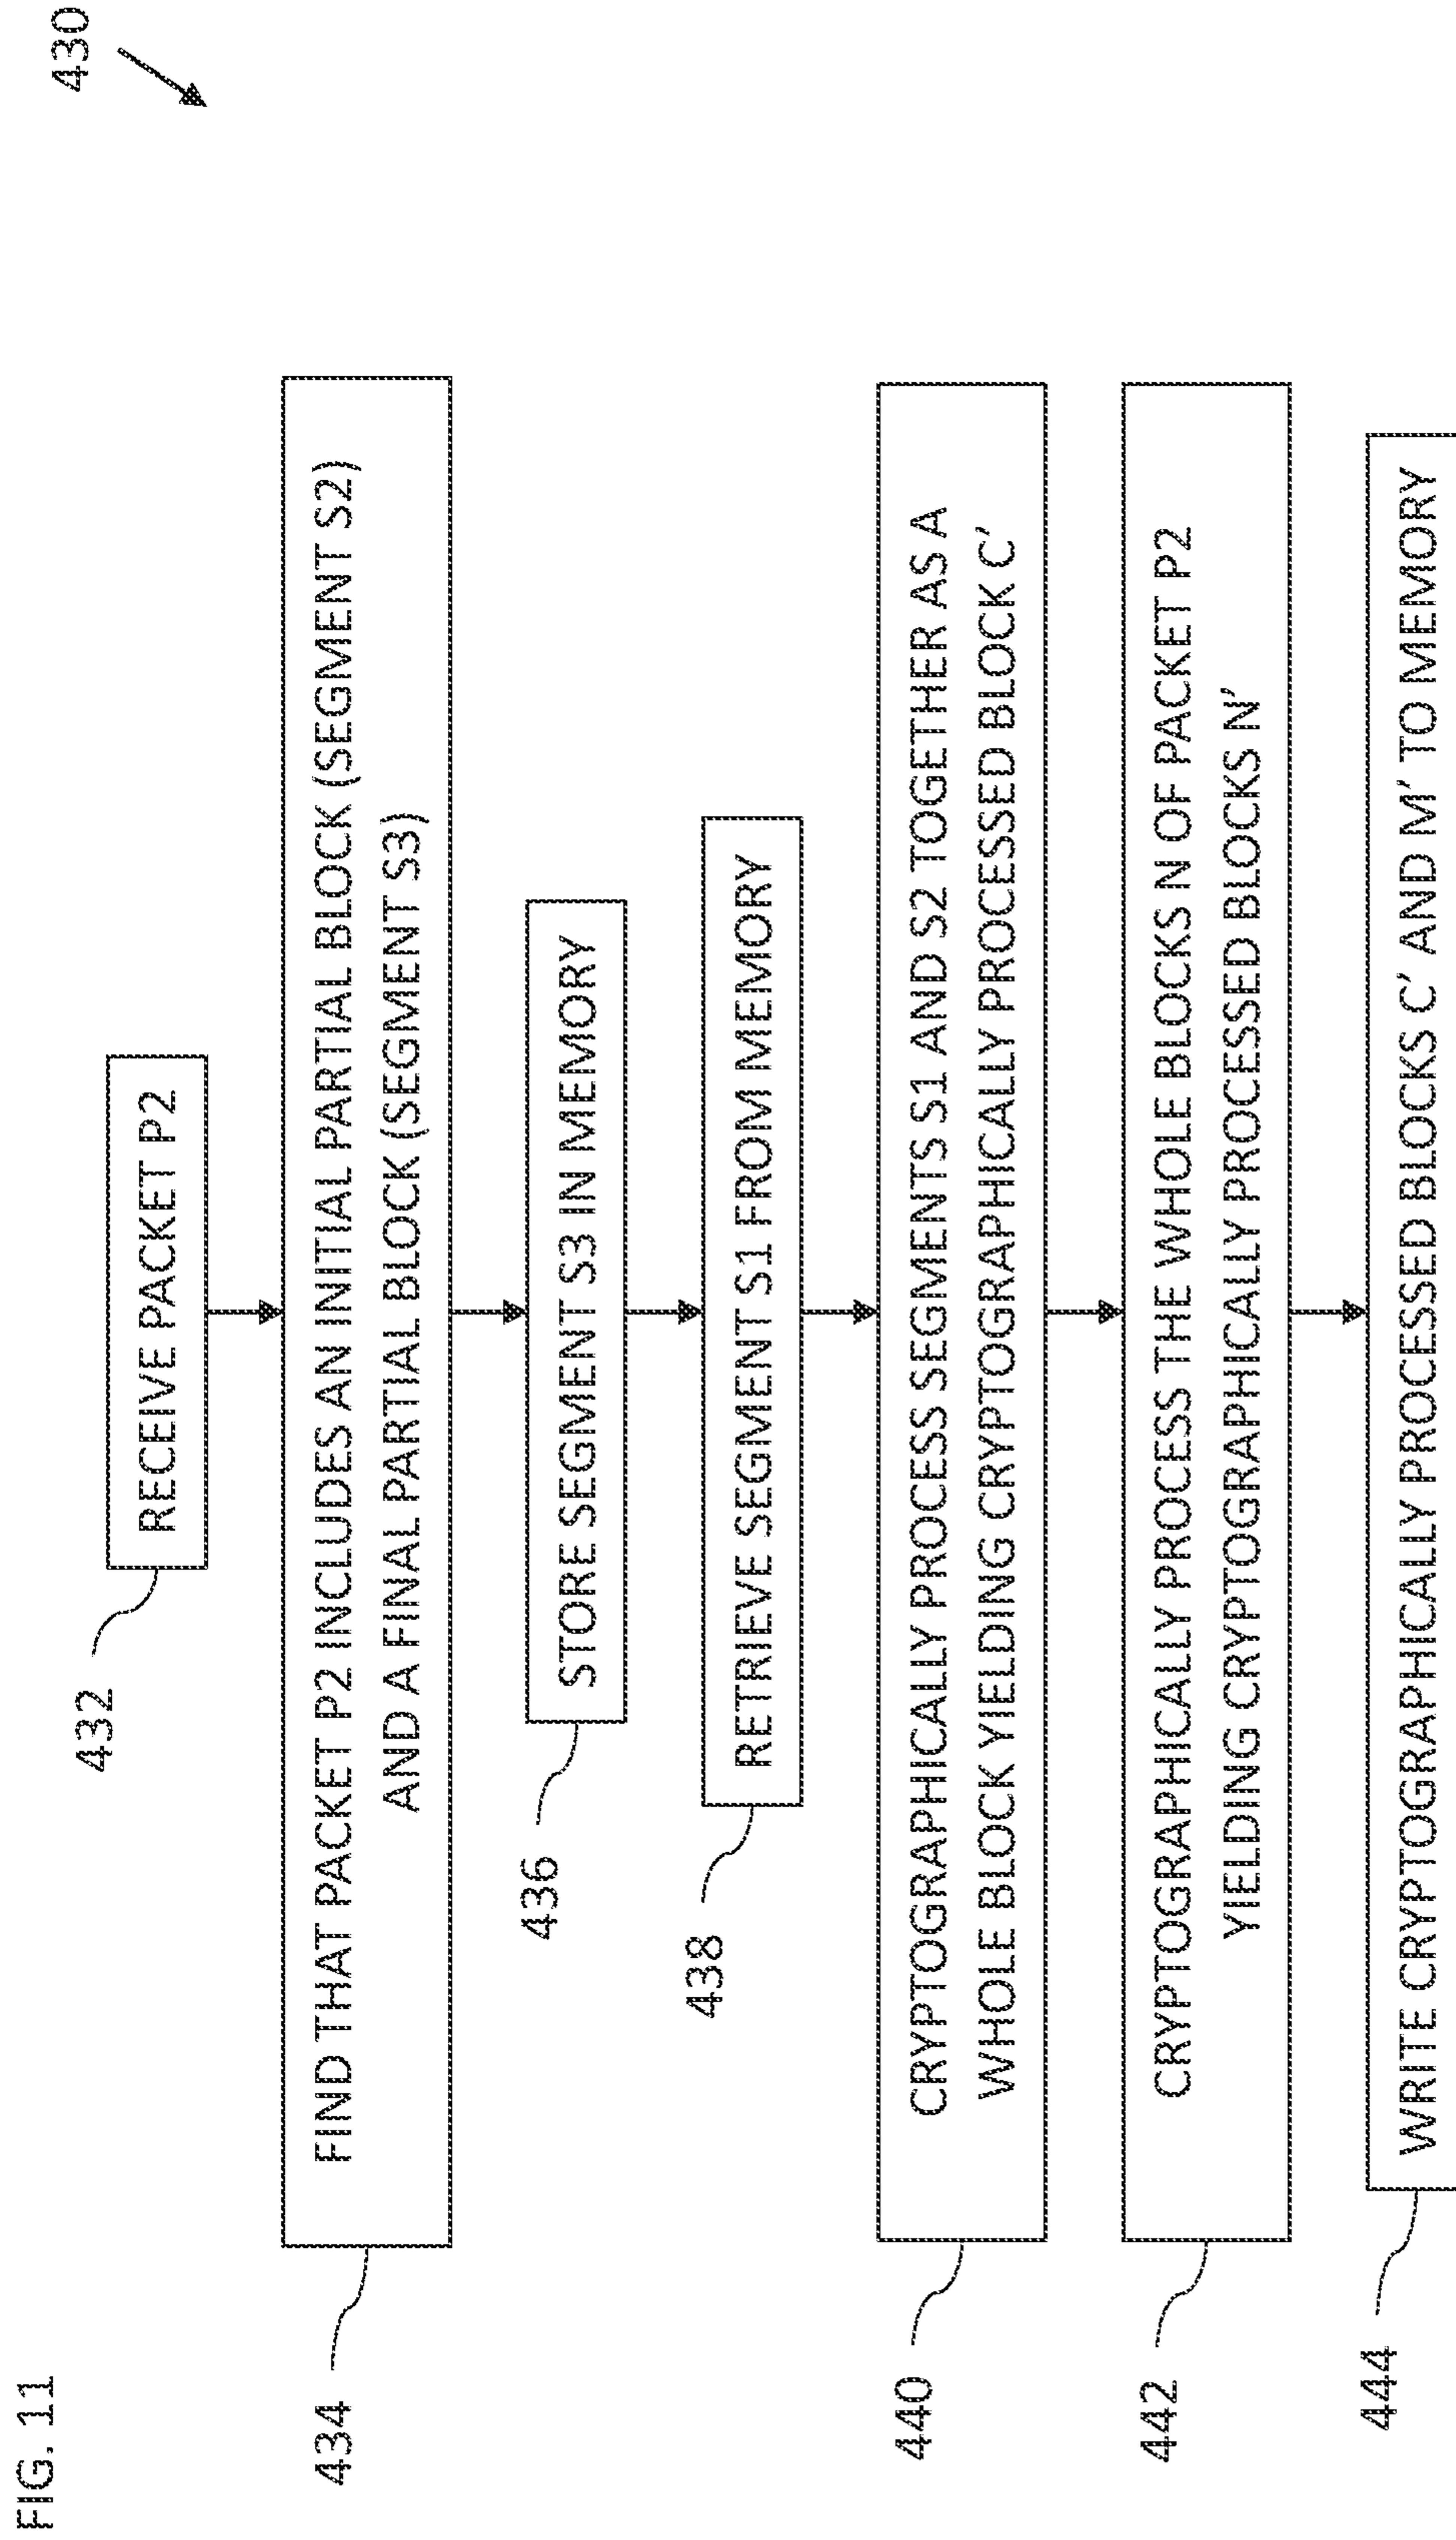 FIG. 11
430
432
RECEIVE PACKET P2
434
FIND THAT PACKET P2 INCLUDES AN INITIAL PARTIAL BLOCK (SEGMENT S2)
AND A FINAL PARTIAL BLOCK (SEGMENT S3)
436
STORE SEGMENT S3 IN MEMORY
438
RETRIEVE SEGMENT S1 FROM MEMORY
440
CRYPTOGRAPHICALLY PROCESS SEGMENTS S1 AND S2 TOGETHER AS A
WHOLE BLOCK YIELDING CRYPTOGRAPHICALLY PROCESSED BLOCK C'
442
CRYPTOGRAPHICALLY PROCESS THE WHOLE BLOCKS N OF PACKET P2
YIELDING CRYPTOGRAPHICALLY PROCESSED BLOCKS N'
444
WRITE CRYPTOGRAPHICALLY PROCESSED BLOCKS C' AND M' TO MEMORY